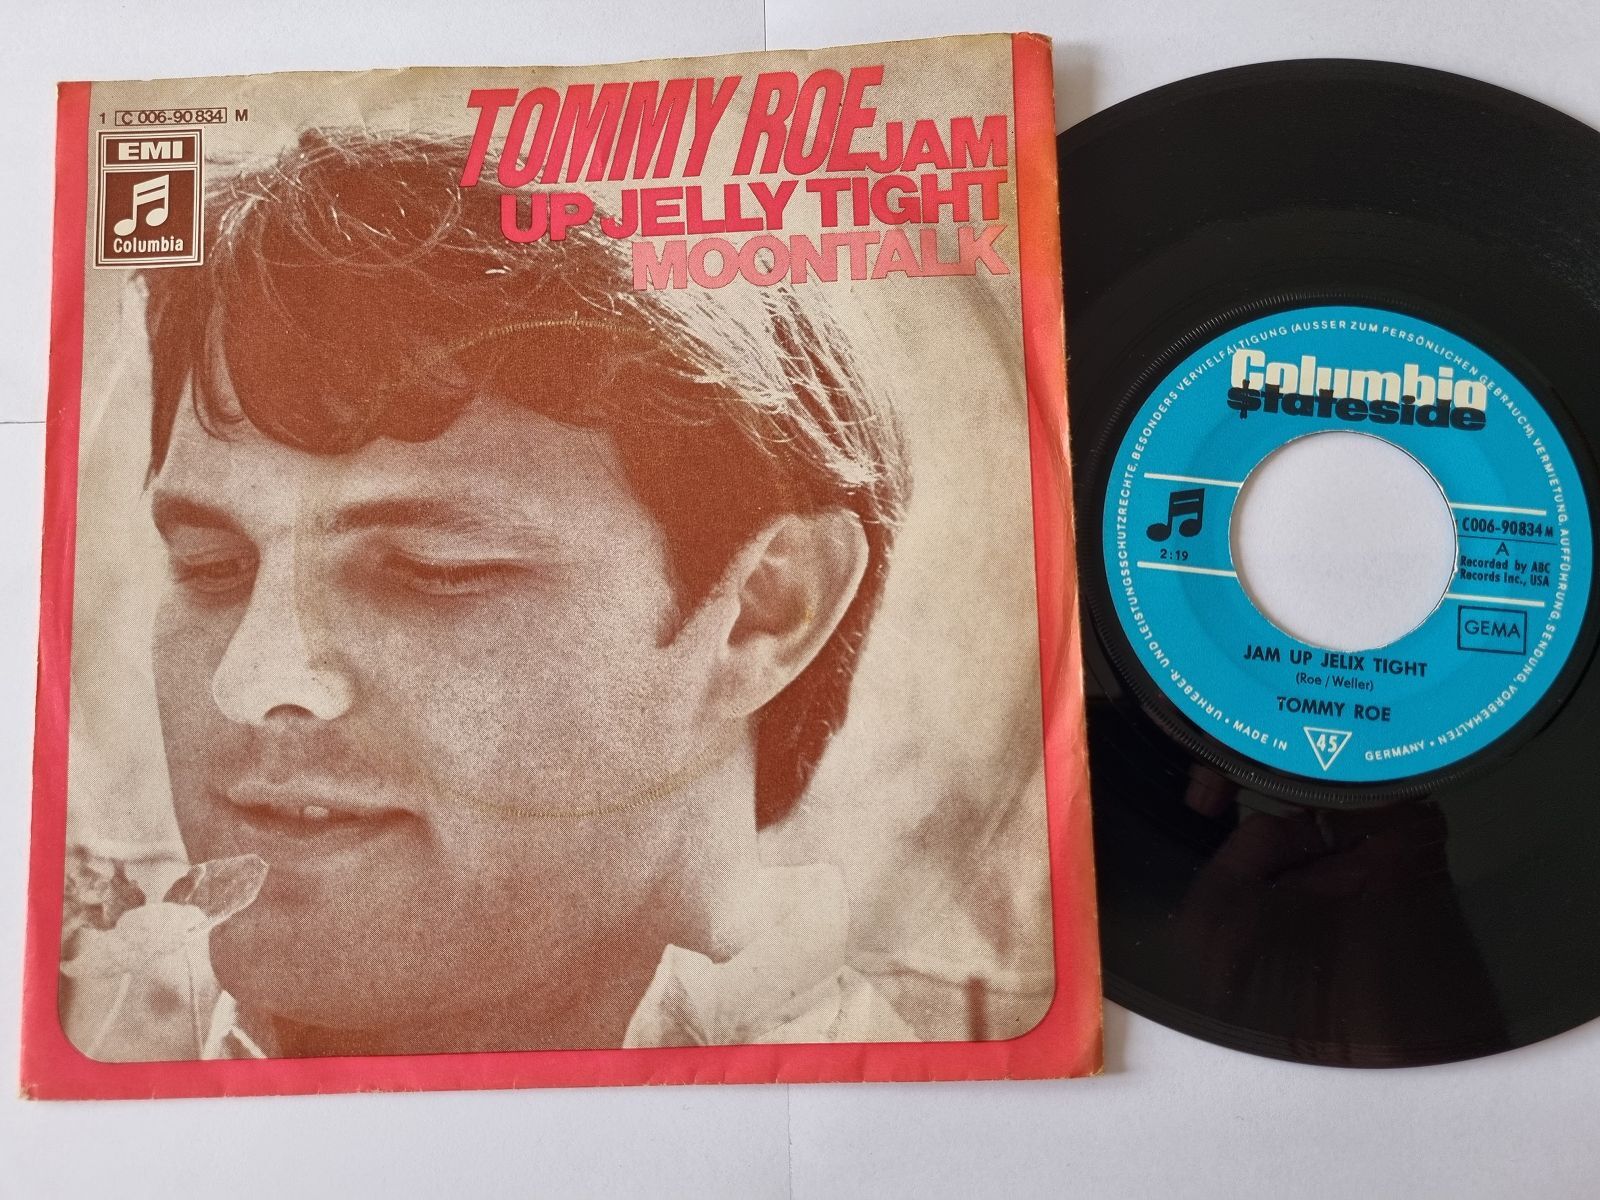 1 C 006-90 834 M
EMI
Columbia
TOMMY ROE JAM
UP JELLY TIGHT
MOONTALK
Columbia
$tateside
2:19
1 C006-90834 M
A
Recorded by ABC
Records Inc., USA
GEMA
JAM UP JELIX TIGHT
(Roe / Weller)
TOMMY ROE
URHEBER- UND LEISTUNGSSCHUTZRECHTE, BESONDERS VERVIELFÄLTIGUNG (AUSSER ZUM PERSÖNLICHEN GEBRAUCH), VERMIETUNG, AUFFÜHRUNG, SENDUNG, VORBEHALTEN •
• MADE IN
45
GERMANY